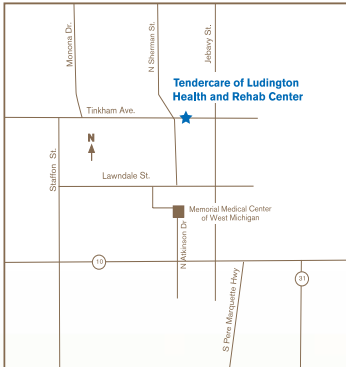 Monona Dr.
N Sherman St.
Jebavy St.
Tendercare of Ludington
Health and Rehab Center
Tinkham Ave.
N
Staffon St.
Lawndale St.
Memorial Medical Center
of West Michigan
N Atkinson Dr
10
31
S Pere Marquette Hwy